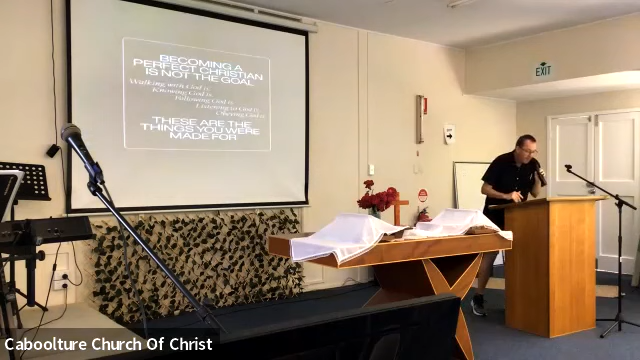 BECOMING A
PERFECT CHRISTIAN
IS NOT THE GOAL
Walking with God is.
Knowing God is.
Following God is.
Listening to God is.
Obeying God is.
THESE ARE THE
THINGS YOU WERE
MADE FOR
EXIT
Caboolture Church Of Christ